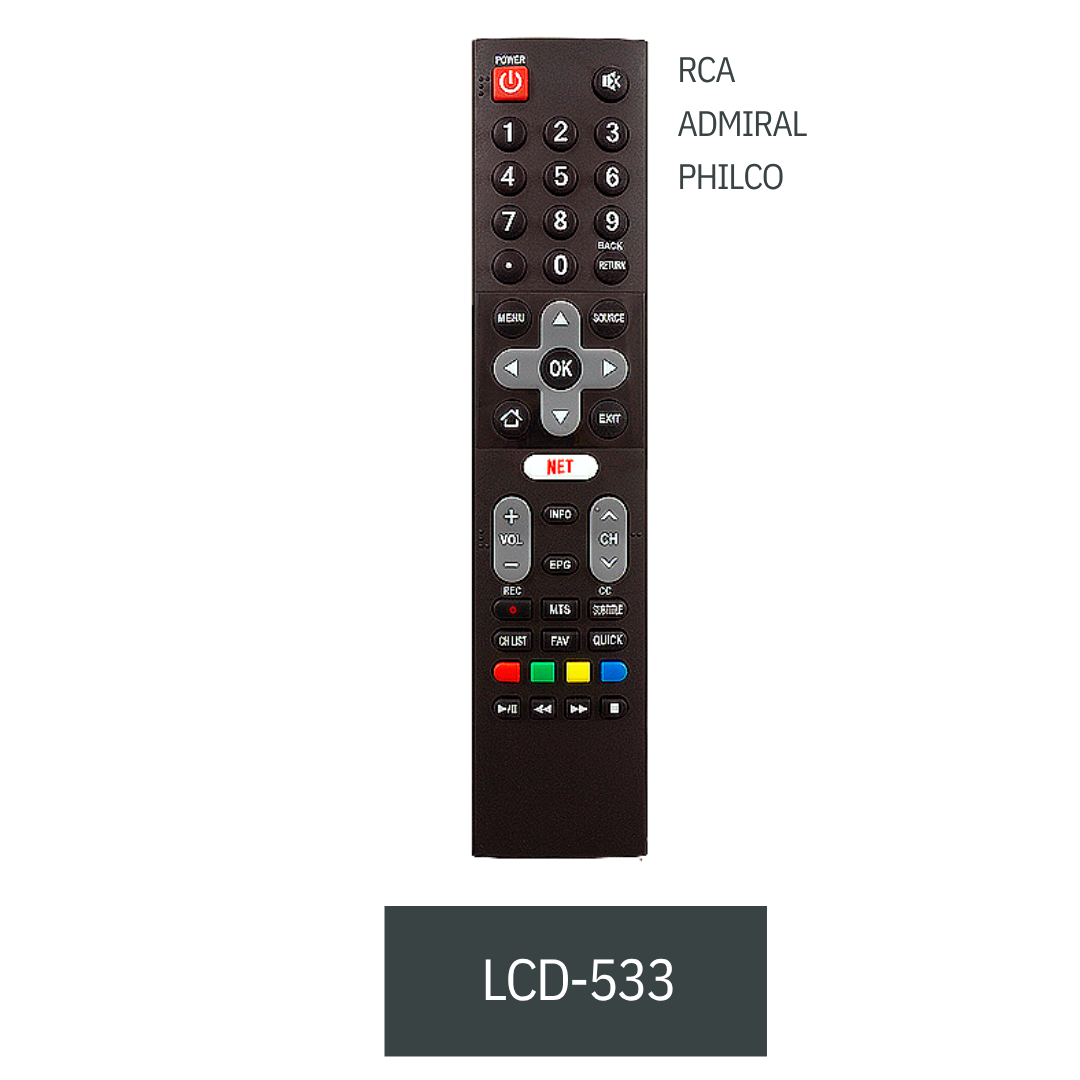 POWER
RCA
ADMIRAL
PHILCO
1 2 3
4 5 6
7 8 9
BACK
• 0 RETURN
MENU SOURCE
OK
EXIT
NET
+ INFO
VOL CH
− EPG
REC CC
MTS SUBTITLE
CH LIST FAV QUICK
LCD-533